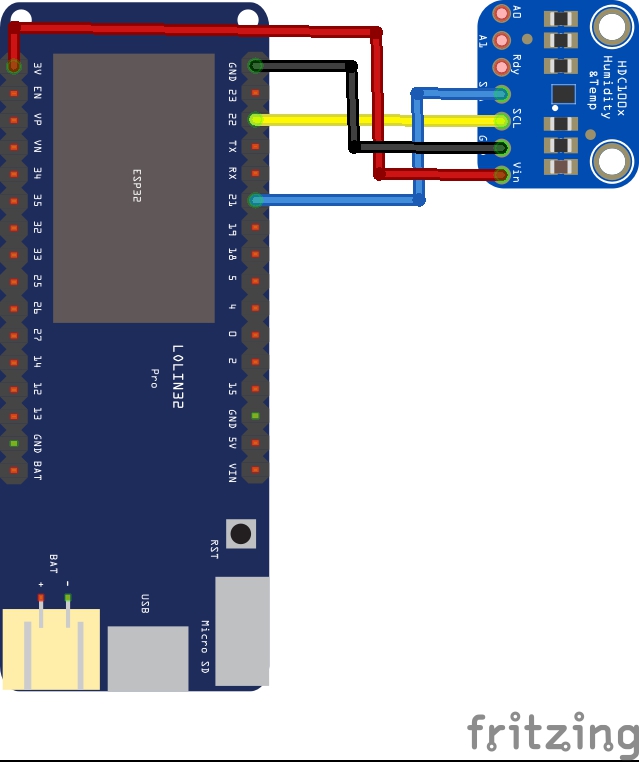 3V
EN
VP
VN
34
35
32
33
25
26
27
14
12
13
GND
BAT
GND
23
22
TX
RX
21
19
18
5
4
0
2
15
GND
5V
VIN
ESP32
LOLIN32
Pro
RST
BAT
+ -
USB
Micro SD
A0
A1
Rdy
SCL
G
Vin
HDC100x
Humidity
&Temp
fritzing